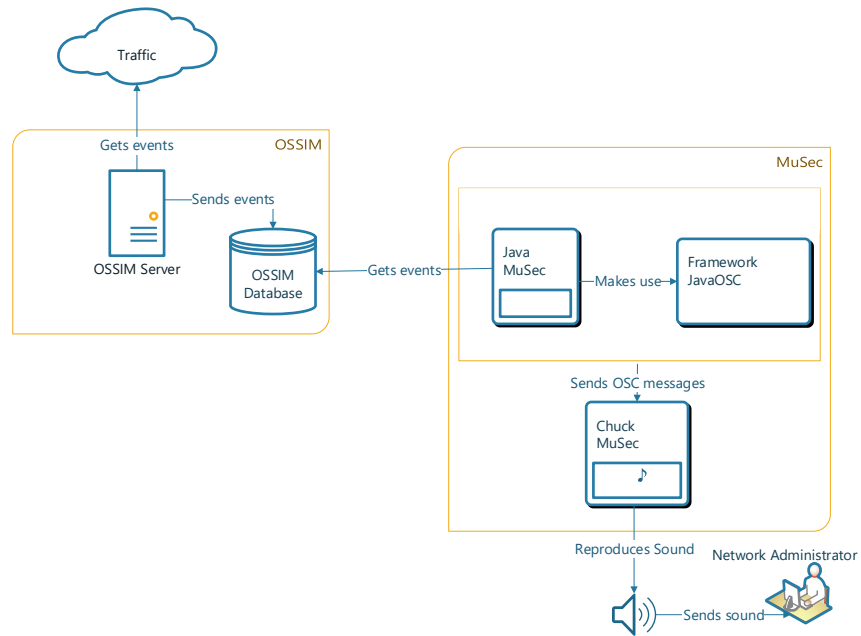 Traffic
Gets events
OSSIM
MuSec
Sends events
OSSIM Server
OSSIM
Database
Gets events
Java
MuSec
Makes use
Framework
JavaOSC
Sends OSC messages
Chuck
MuSec
Reproduces Sound
Network Administrator
Sends sound